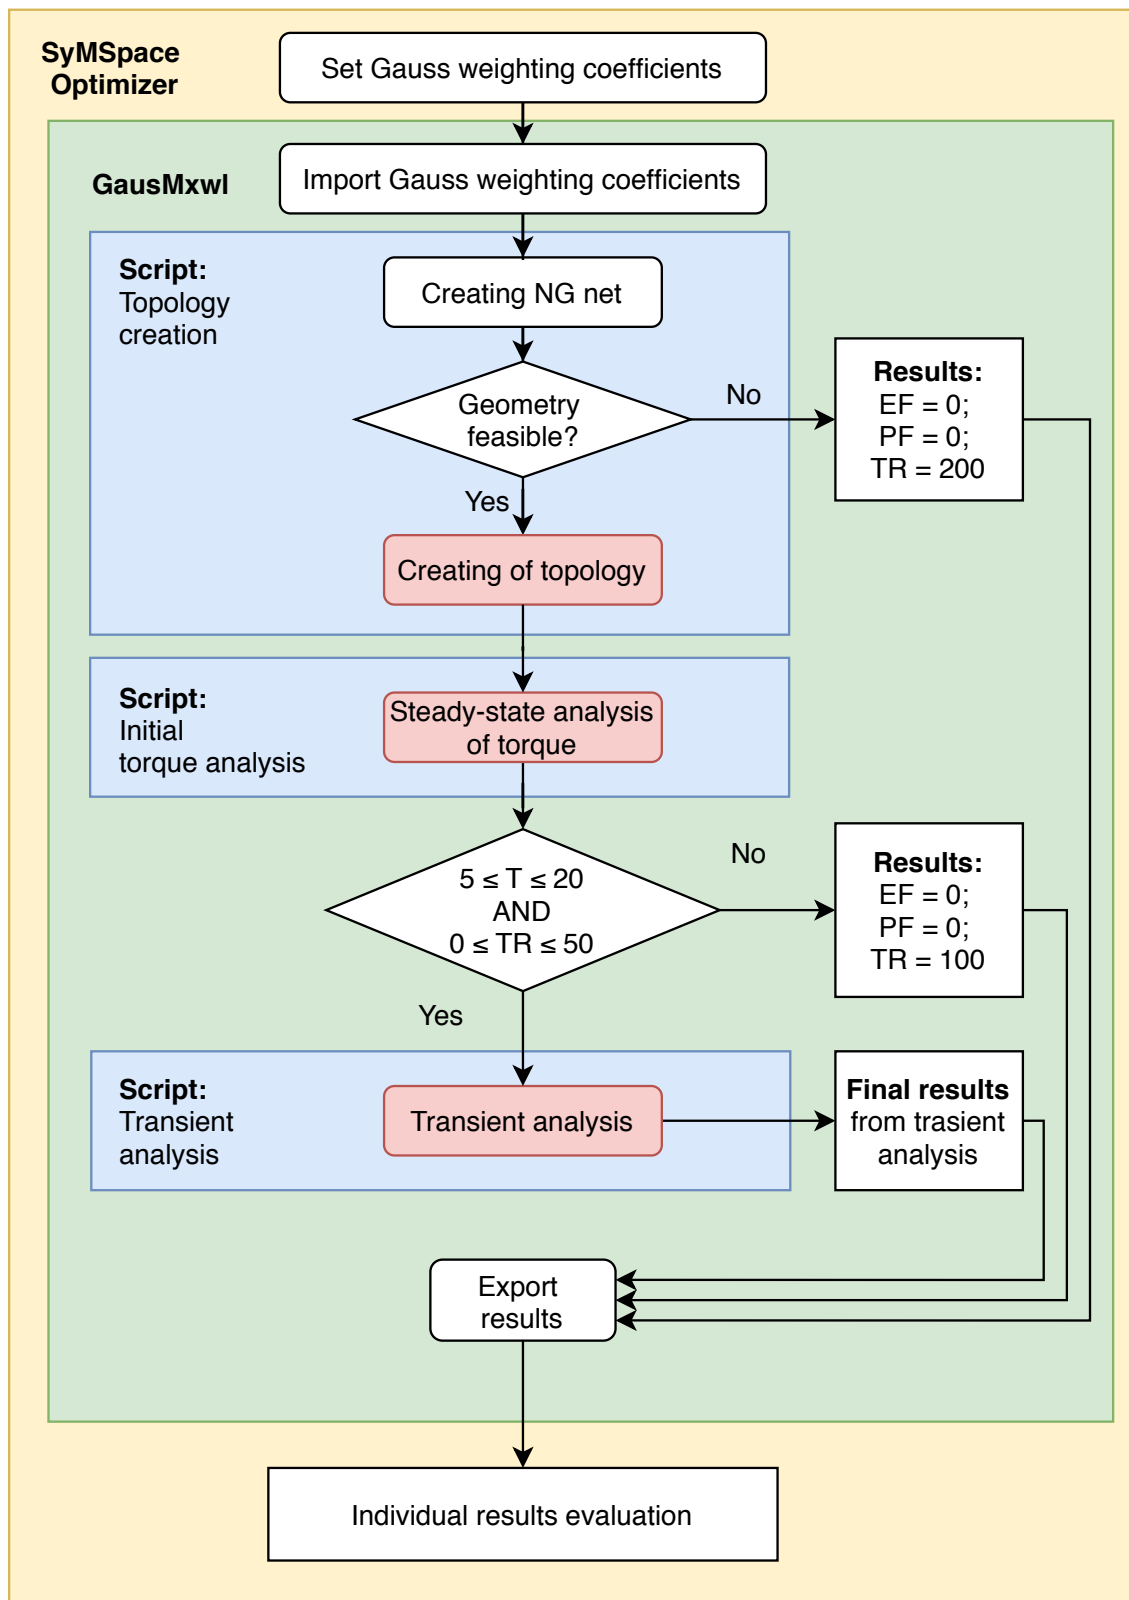 SyMSpace
Optimizer
Set Gauss weighting coefficients
GausMxwl
Import Gauss weighting coefficients
Script:
Topology
creation
Creating NG net
Geometry
feasible?
No
Results:
EF = 0;
PF = 0;
TR = 200
Yes
Creating of topology
Script:
Initial
torque analysis
Steady-state analysis
of torque
5 ≤ T ≤ 20
AND
0 ≤ TR ≤ 50
No
Results:
EF = 0;
PF = 0;
TR = 100
Yes
Script:
Transient
analysis
Transient analysis
Final results
from trasient
analysis
Export
results
Individual results evaluation